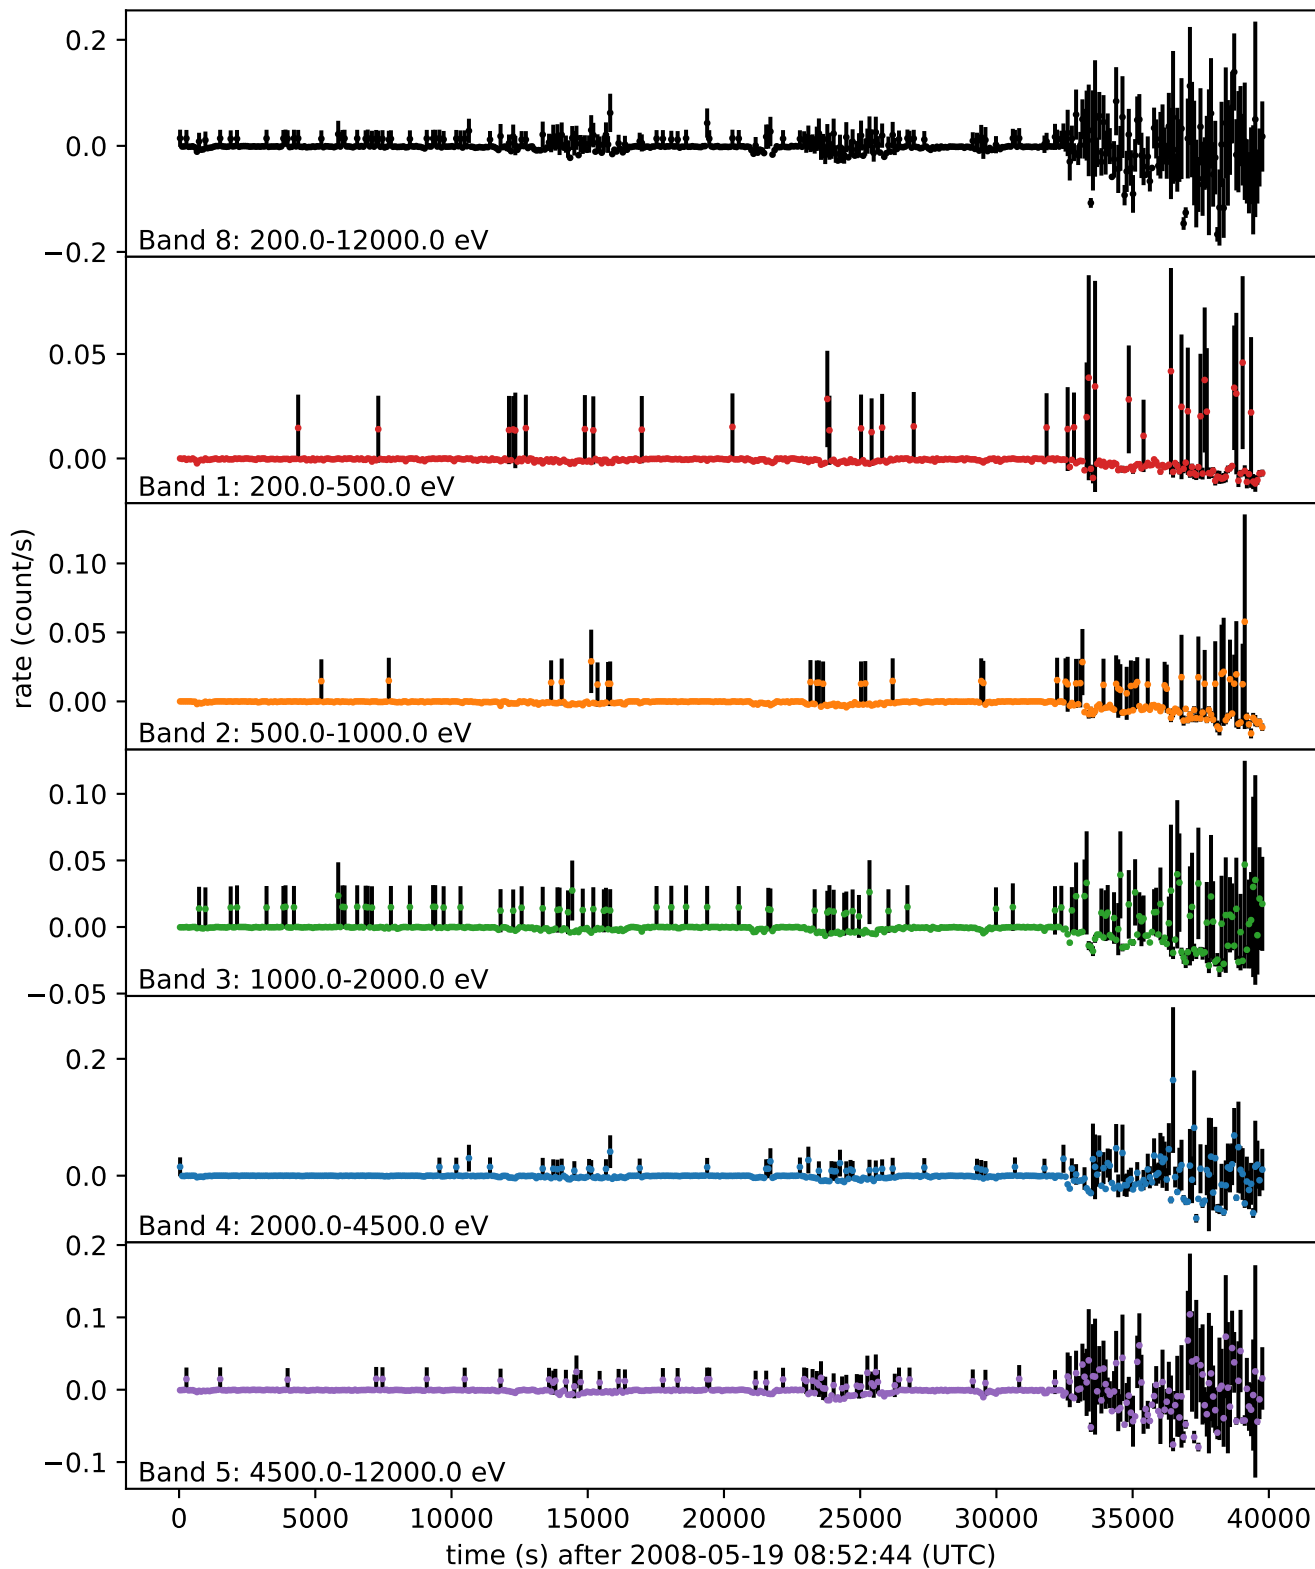 0.2
0.0
−0.2
Band 8: 200.0-12000.0 eV
0.05
0.00
Band 1: 200.0-500.0 eV
rate (count/s)
0.10
0.05
0.00
Band 2: 500.0-1000.0 eV
0.10
0.05
0.00
−0.05
Band 3: 1000.0-2000.0 eV
0.2
0.0
Band 4: 2000.0-4500.0 eV
0.2
0.1
0.0
−0.1
Band 5: 4500.0-12000.0 eV
0 5000 10000 15000 20000 25000 30000 35000 40000
time (s) after 2008-05-19 08:52:44 (UTC)